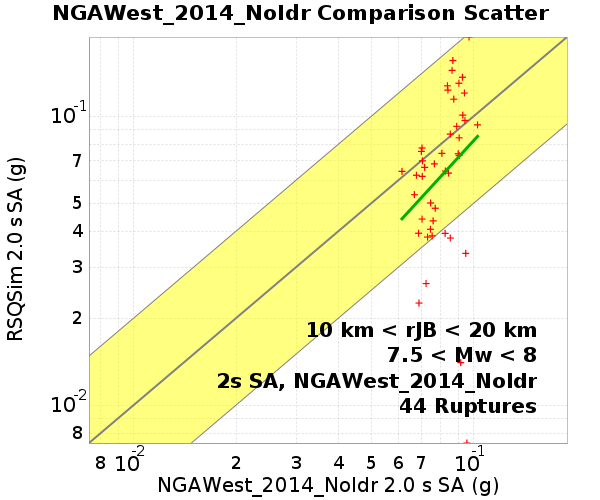 NGAWest_2014_NoIdr Comparison Scatter
RSQSim 2.0 s SA (g)
10⁻¹
7
5
4
3
2
10⁻²
8
10 km < rJB < 20 km
7.5 < Mw < 8
2s SA, NGAWest_2014_NoIdr
44 Ruptures
8 10⁻² 2 3 4 5 6 7 10⁻¹
NGAWest_2014_NoIdr 2.0 s SA (g)